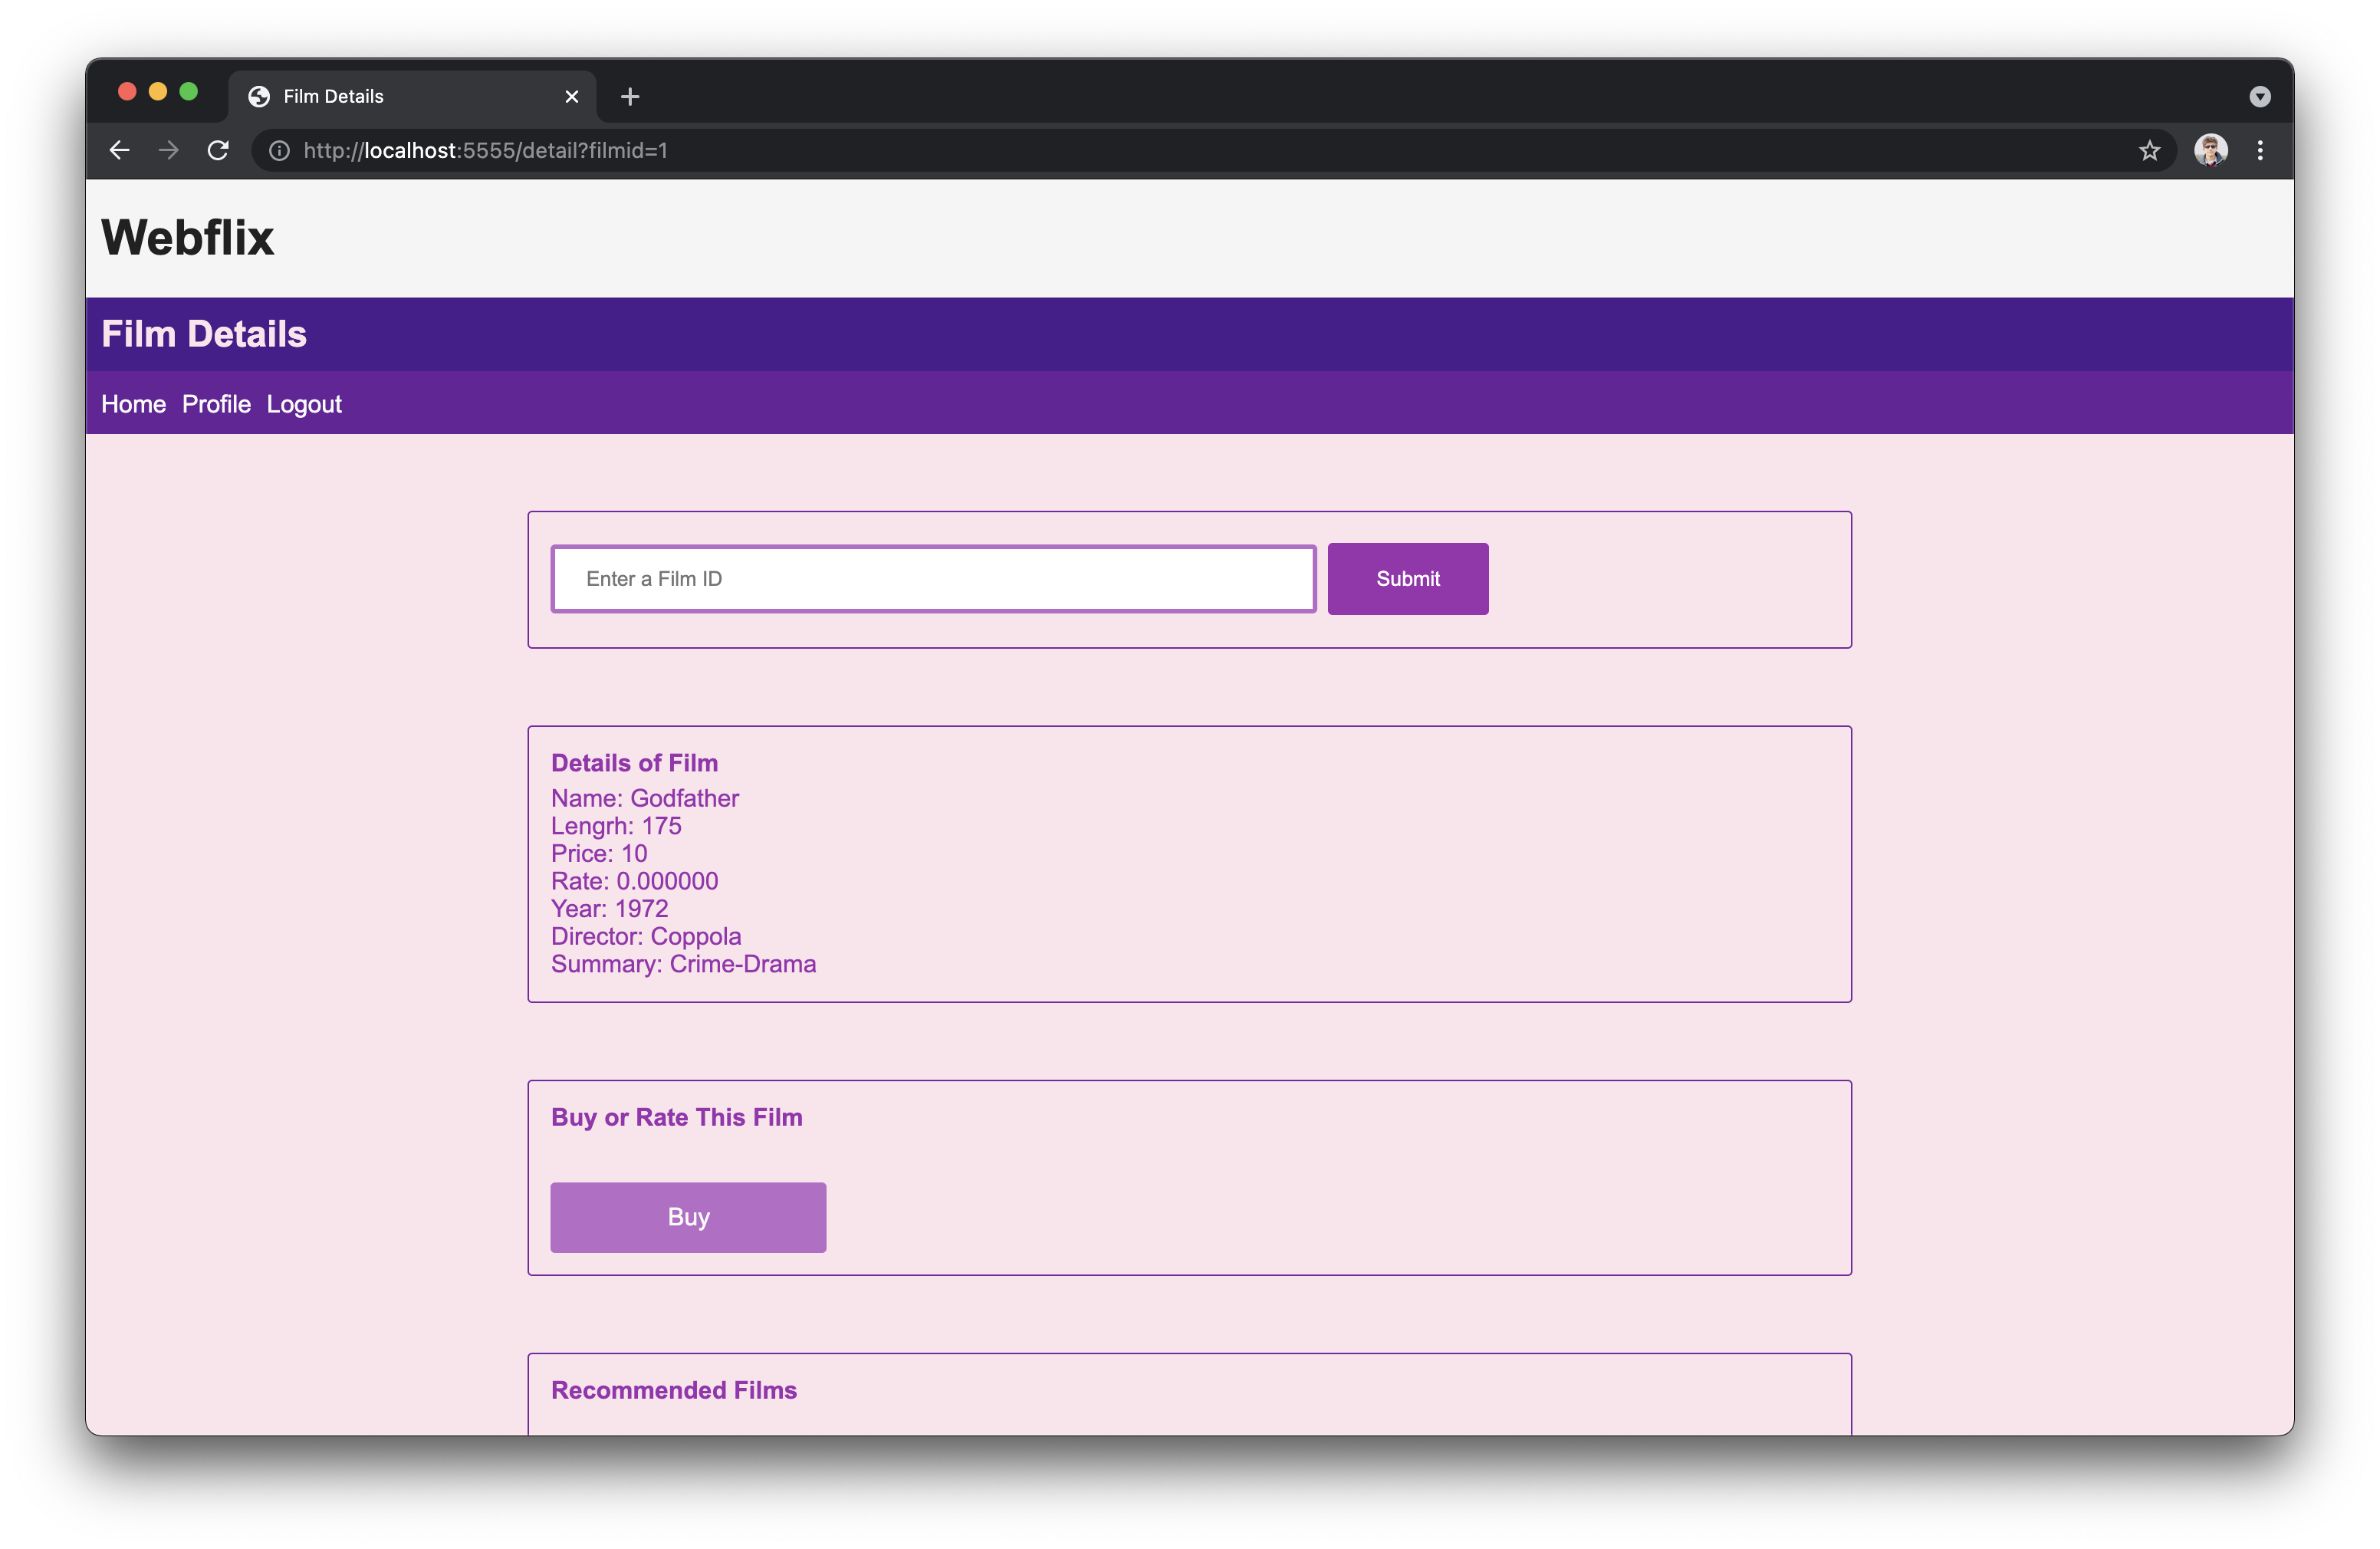 Film Details
http://localhost:5555/detail?filmid=1
Webflix
Film Details
Home Profile Logout
Enter a Film ID Submit
Details of Film
Name: Godfather
Lengrh: 175
Price: 10
Rate: 0.000000
Year: 1972
Director: Coppola
Summary: Crime-Drama
Buy or Rate This Film
Buy
Recommended Films